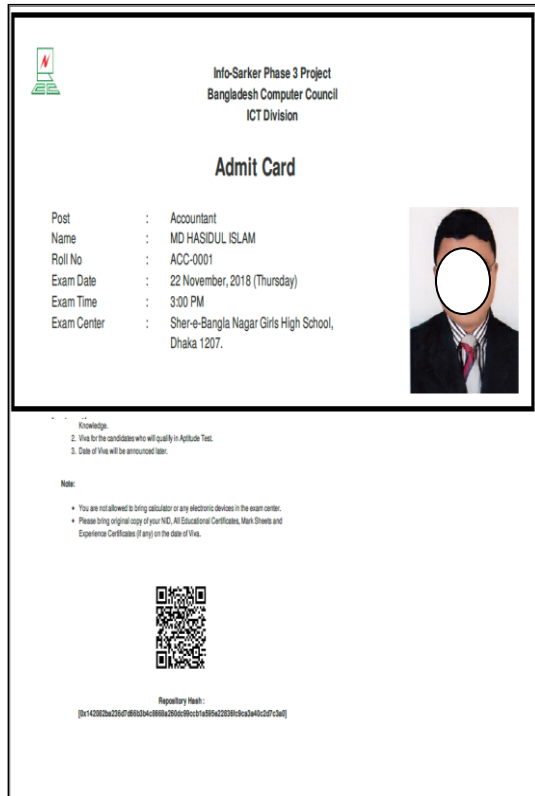 N
Info-Sarker Phase 3 Project
Bangladesh Computer Council
ICT Division
Admit Card
Post : Accountant
Name : MD HASIDUL ISLAM
Roll No : ACC-0001
Exam Date : 22 November, 2018 (Thursday)
Exam Time : 3:00 PM
Exam Center : Sher-e-Bangla Nagar Girls High School,
Dhaka 1207.
Knowledge.
2. Viva for the candidates who will qualify in Aptitude Test.
3. Date of Viva will be announced later.
Note:
• You are not allowed to bring calculator or any electronic devices in the exam center.
• Please bring original copy of your NID, All Educational Certificates, Mark Sheets and
Experience Certificates (if any) on the date of Viva.
Repository Hash :